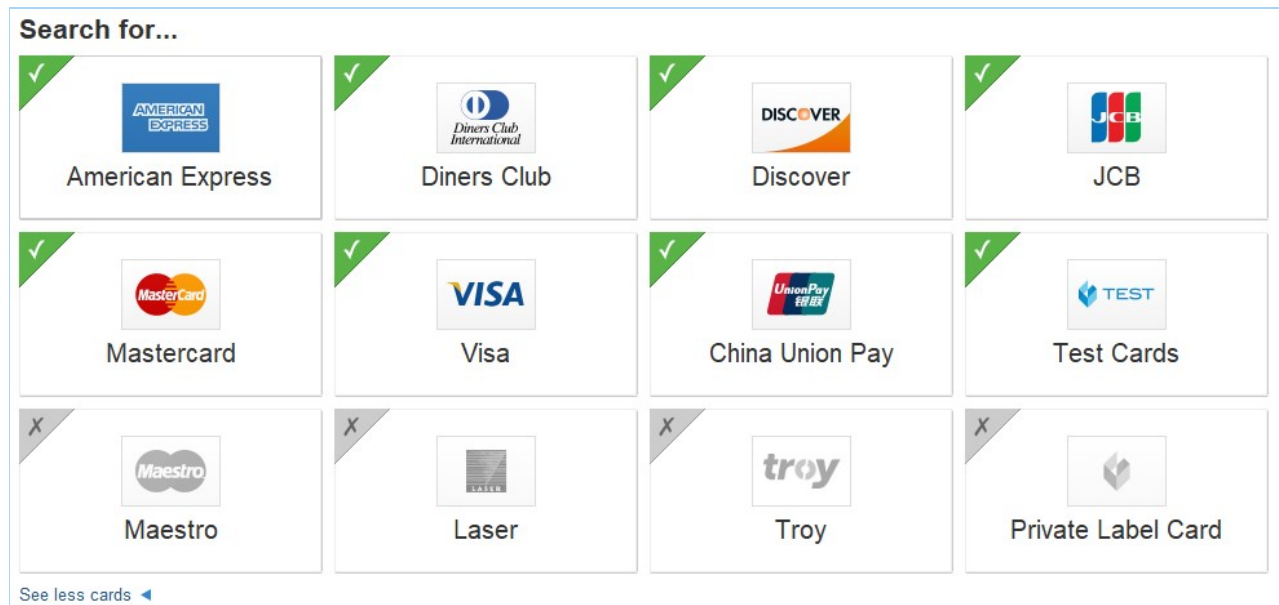 Search for...
✓
AMERICAN
EXPRESS
American Express
✓
Diners Club
International
Diners Club
✓
DISCOVER
Discover
✓
JCB
JCB
✓
MasterCard
Mastercard
✓
VISA
Visa
✓
UnionPay
银联
China Union Pay
✓
TEST
Test Cards
✗
Maestro
Maestro
✗
LASER
Laser
✗
troy
Troy
✗
Private Label Card
See less cards ◀